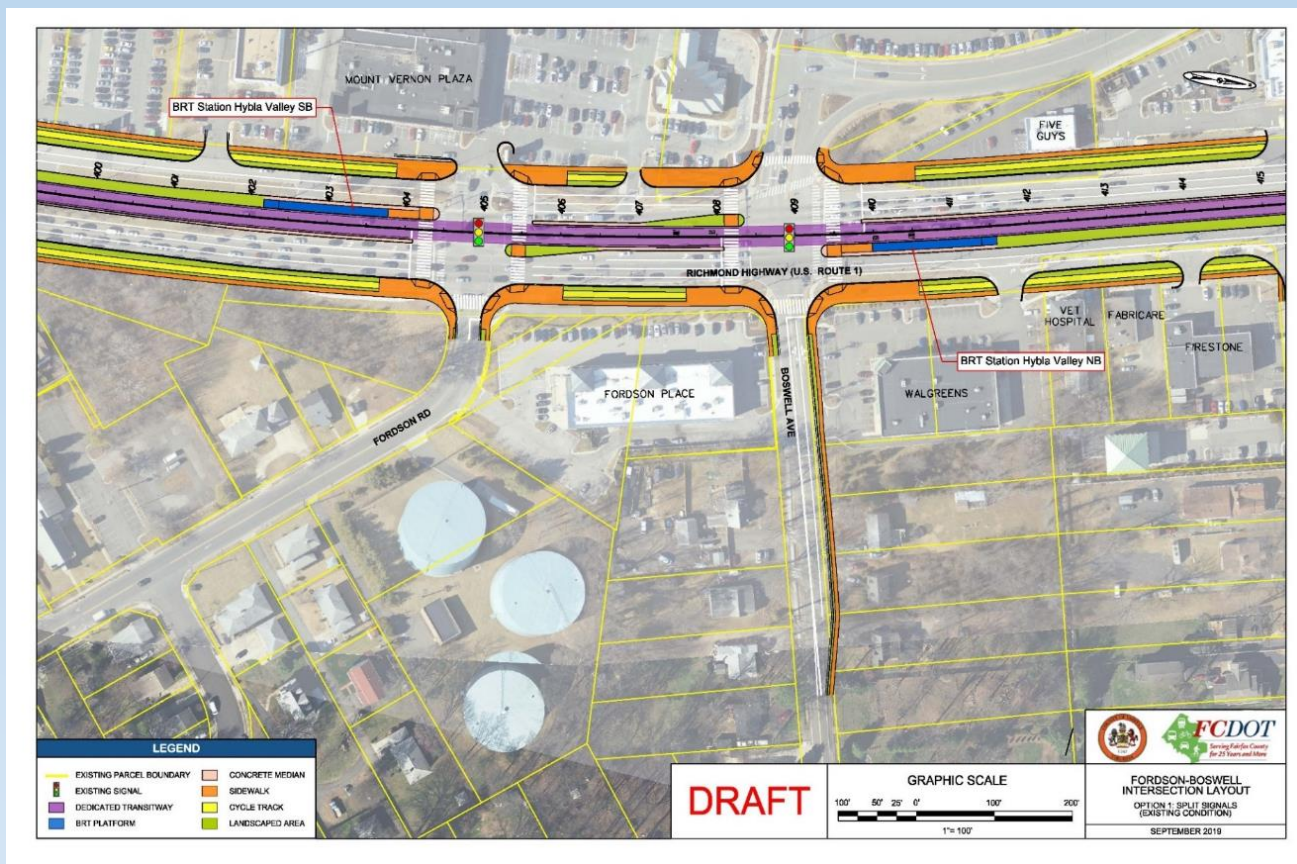 MOUNT VERNON PLAZA
BRT Station Hybla Valley SB
FIVE
GUYS
400
401
402
403
404
405
406
407
408
409
410
411
412
413
414
415
RICHMOND HIGHWAY (U.S. ROUTE 1)
VET
HOSPITAL
FABRICARE
FIRESTONE
BRT Station Hybla Valley NB
FORDSON PLACE
BOSWELL AVE
WALGREENS
FORDSON RD
LEGEND
EXISTING PARCEL BOUNDARY
EXISTING SIGNAL
DEDICATED TRANSITWAY
BRT PLATFORM
CONCRETE MEDIAN
SIDEWALK
CYCLE TRACK
LANDSCAPED AREA
DRAFT
GRAPHIC SCALE
100' 50' 25' 0 100' 200'
1"= 100'
FCDOT
Serving Fairfax County
for 25 Years and More
FORDSON-BOSWELL
INTERSECTION LAYOUT
OPTION 1: SPLIT SIGNALS
(EXISTING CONDITION)
SEPTEMBER 2019